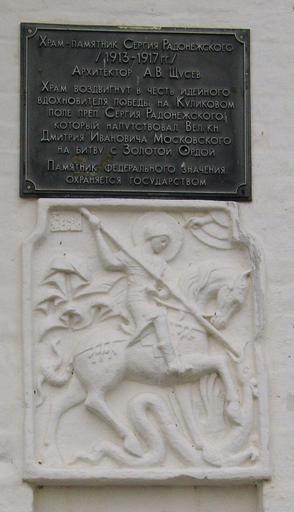 Храм-памятник Сергия Радонежского
/1913-1917 гг/
Архитектор А.В. Щусев
Храм воздвигнут в честь идейного
вдохновителя победы на Куликовом
поле преп. Сергия Радонежского,
который напутствовал Вел. кн.
Дмитрия Ивановича Московского
на битву с Золотой Ордой
Памятник федерального значения
охраняется государством